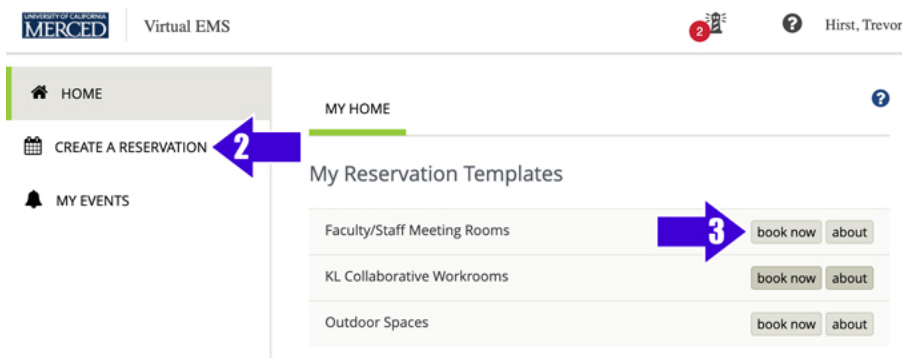 UNIVERSITY OF CALIFORNIA
MERCED
Virtual EMS
2
Hirst, Trevor
HOME
CREATE A RESERVATION
2
MY EVENTS
MY HOME
My Reservation Templates
Faculty/Staff Meeting Rooms
3
book now about
KL Collaborative Workrooms
book now about
Outdoor Spaces
book now about